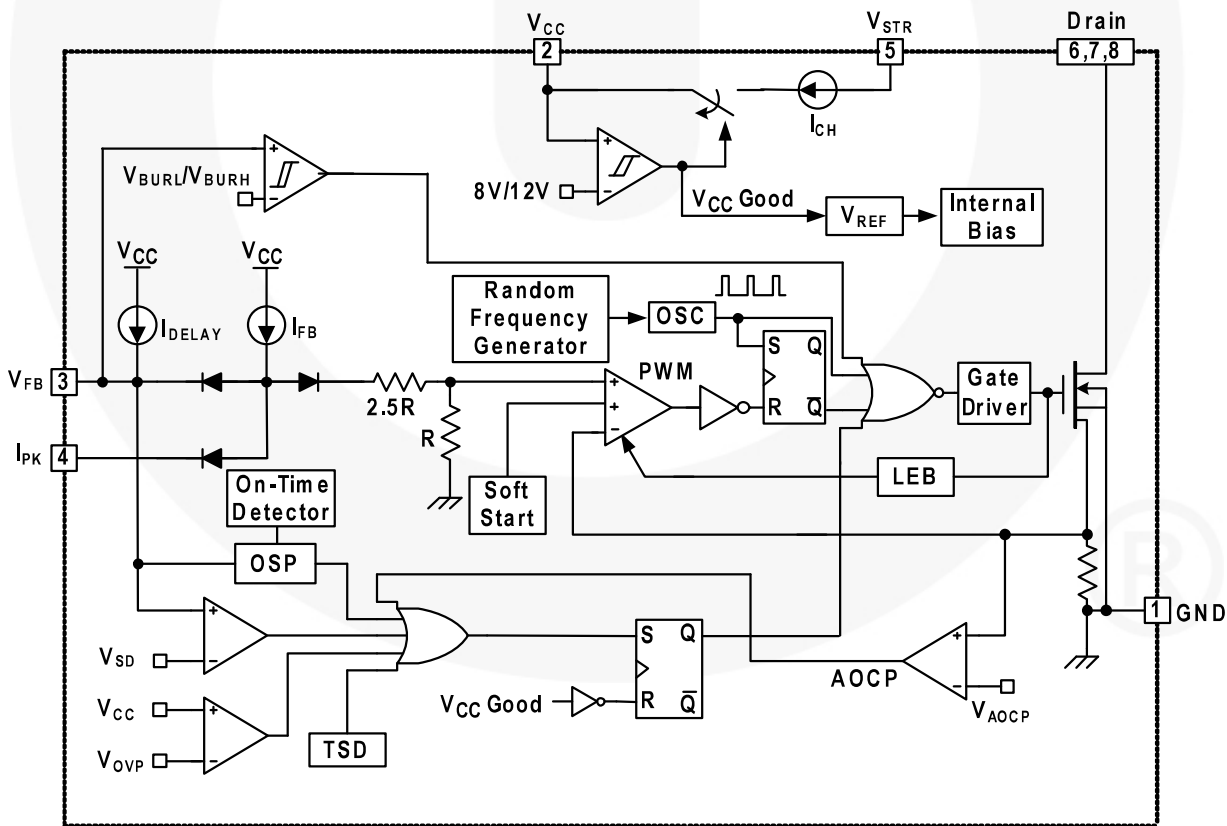 VCC
VSTR
Drain
2
5
6,7,8
ICH
VBURL/VBURH
+
-
+
-
8V/12V
VCC Good
VREF
Internal
Bias
VCC
VCC
IDELAY
IFB
Random
Frequency
Generator
OSC
S
Q
R
Q
PWM
+
+
-
Gate
Driver
VFB
3
2.5R
R
IPK
4
LEB
Soft
Start
On-Time
Detector
OSP
1
GND
+
-
VSD
S
Q
R
Q
+
-
AOCP
VAOCP
VCC Good
VCC
+
-
VOVP
TSD
®